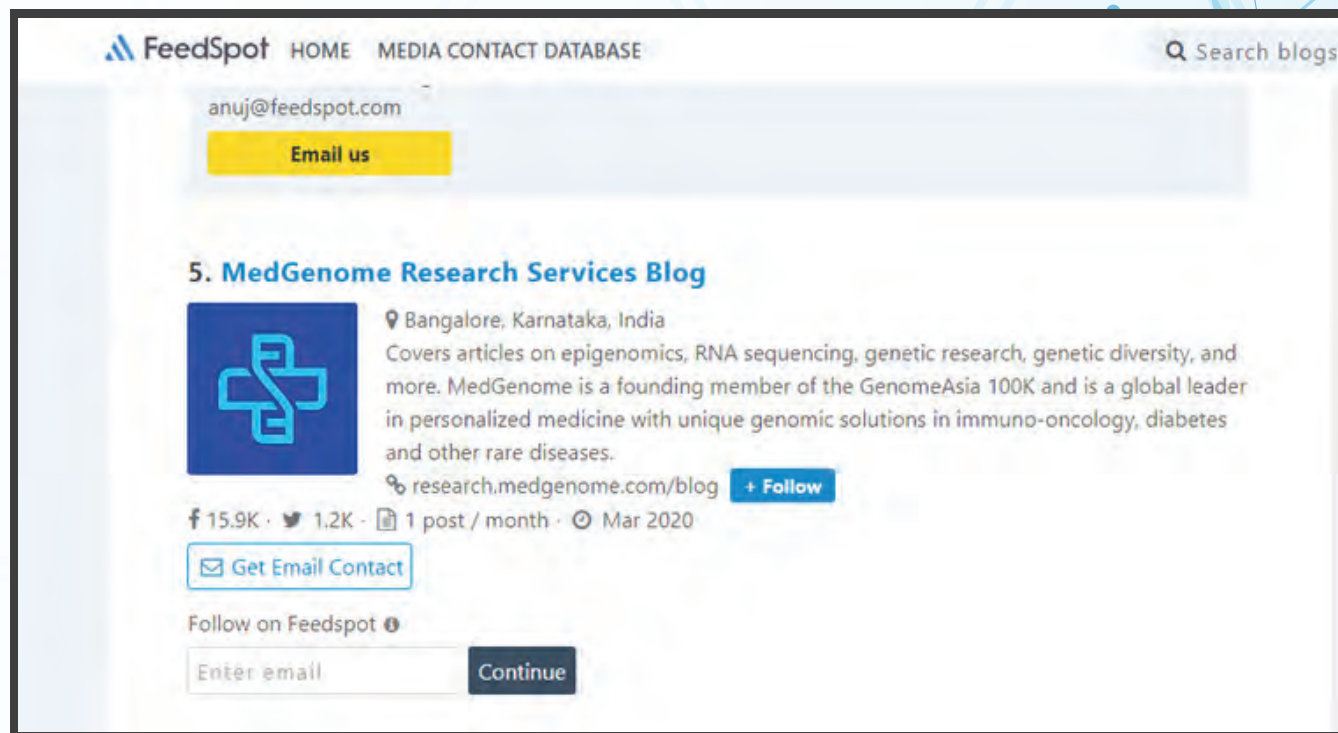 FeedSpot HOME MEDIA CONTACT DATABASE Search blogs
anuj@feedspot.com
Email us
5. MedGenome Research Services Blog
Bangalore, Karnataka, India
Covers articles on epigenomics, RNA sequencing, genetic research, genetic diversity, and
more. MedGenome is a founding member of the GenomeAsia 100K and is a global leader
in personalized medicine with unique genomic solutions in immuno-oncology, diabetes
and other rare diseases.
research.medgenome.com/blog + Follow
15.9K · 1.2K · 1 post / month · Mar 2020
Get Email Contact
Follow on Feedspot
Enter email Continue